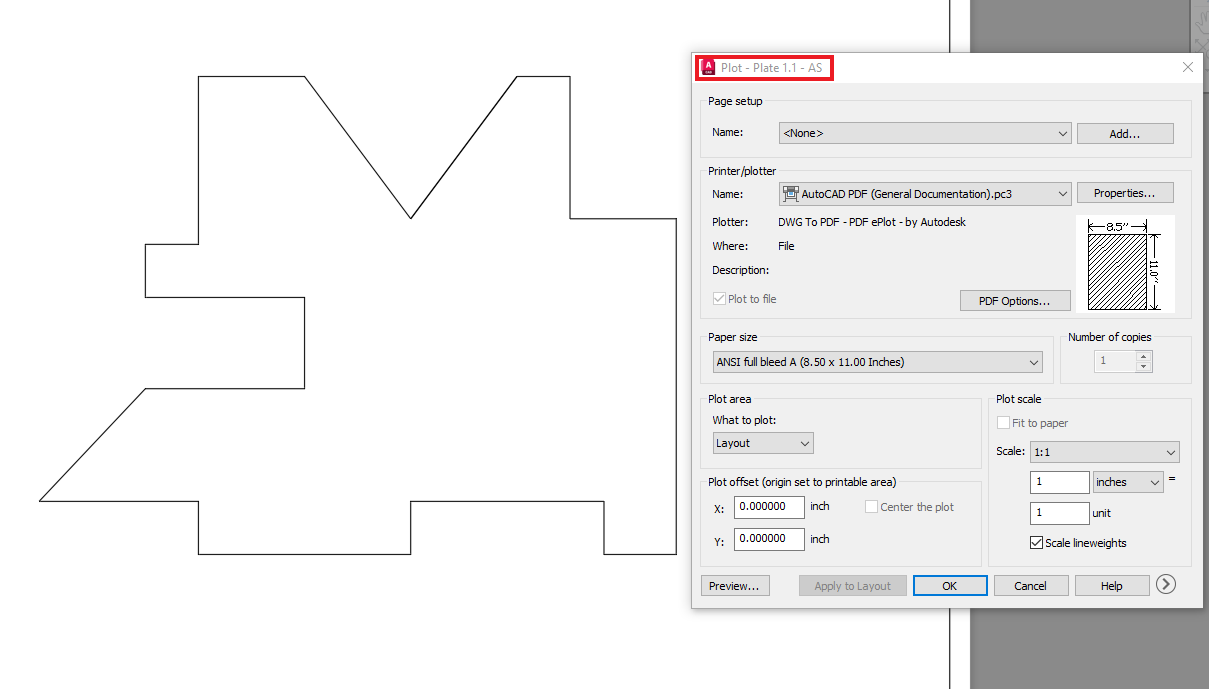 Plot - Plate 1.1 - AS
Page setup
Name: <None> Add...
Printer/plotter
Name: AutoCAD PDF (General Documentation).pc3 Properties...
Plotter: DWG To PDF - PDF ePlot - by Autodesk
Where: File
Description:
Plot to file
PDF Options...
8.5"
11.0"
Paper size
ANSI full bleed A (8.50 x 11.00 Inches)
Number of copies
1
Plot area
What to plot:
Layout
Plot scale
Fit to paper
Scale: 1:1
1 inches =
1 unit
Scale lineweights
Plot offset (origin set to printable area)
X: 0.000000 inch Center the plot
Y: 0.000000 inch
Preview... Apply to Layout OK Cancel Help